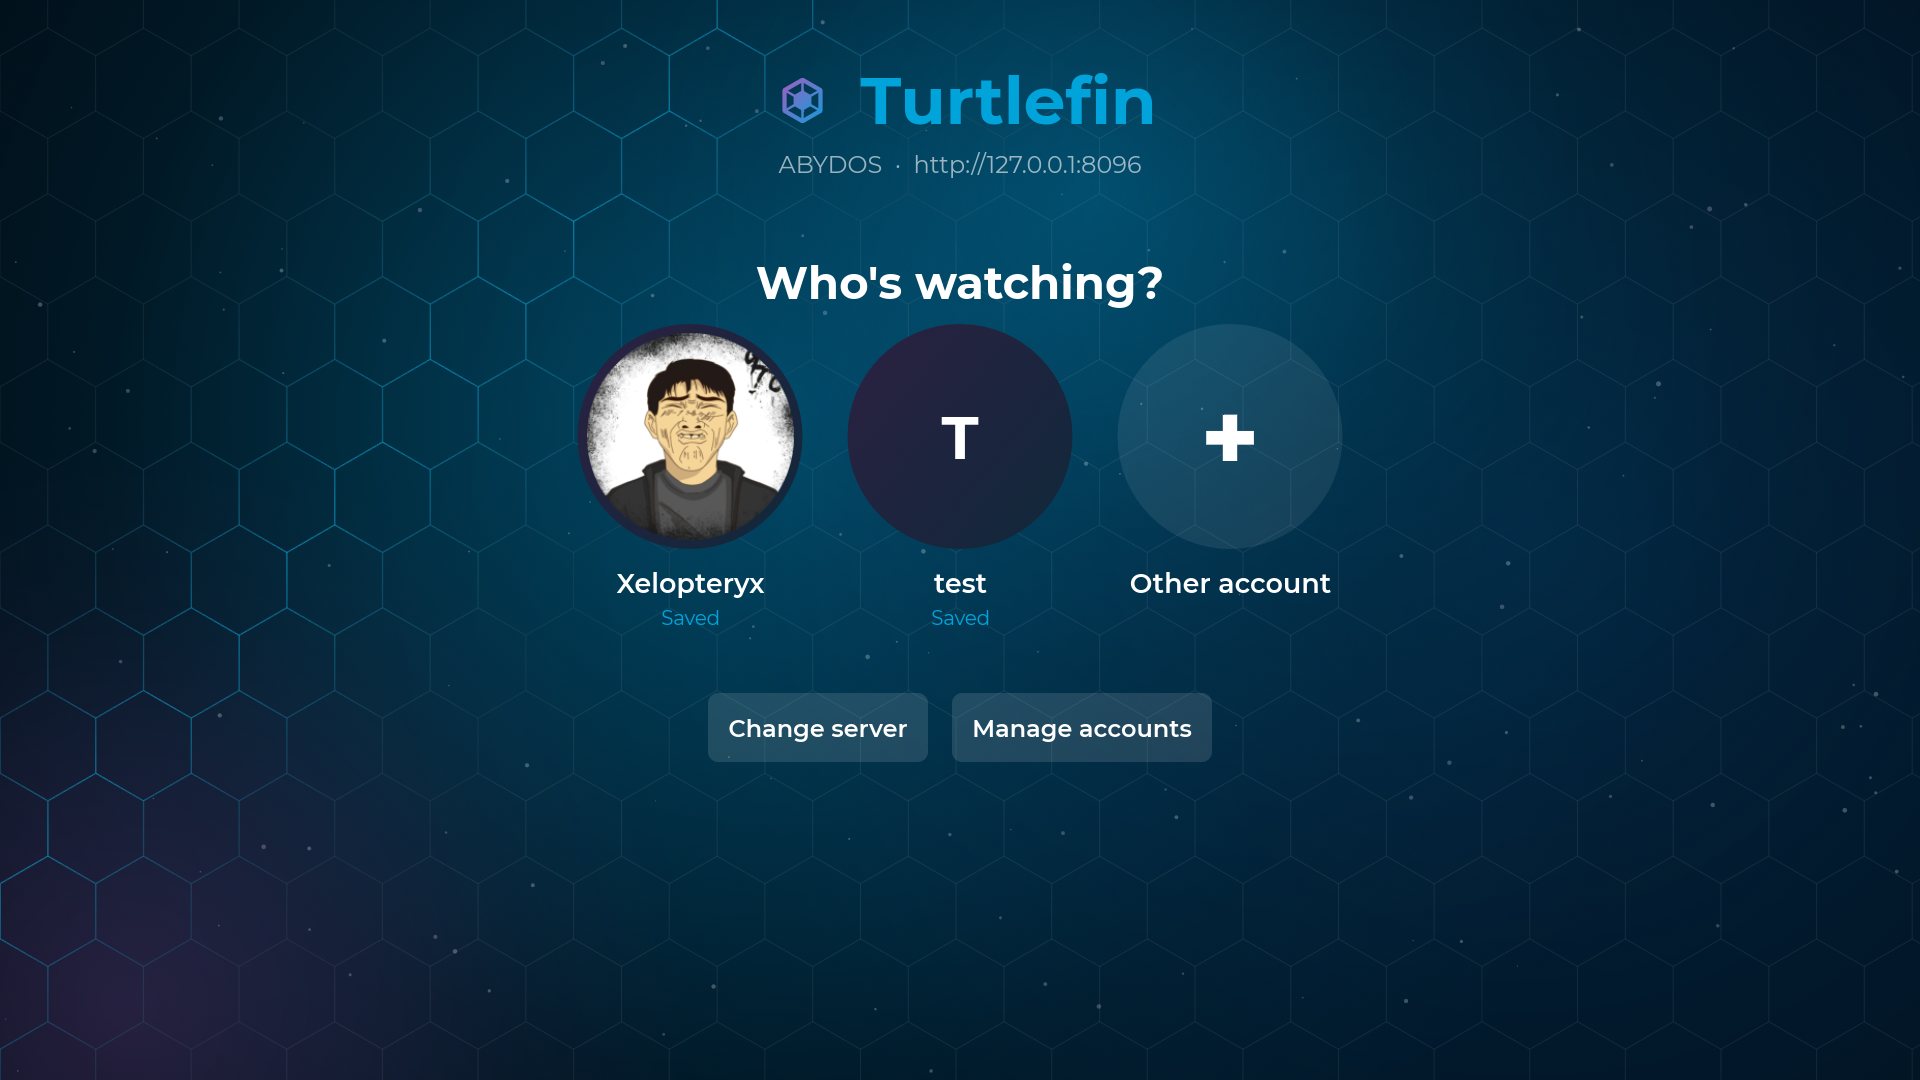 Turtlefin
ABYDOS · http://127.0.0.1:8096
Who's watching?
T
Xelopteryx
test
Other account
Saved
Saved
Change server
Manage accounts